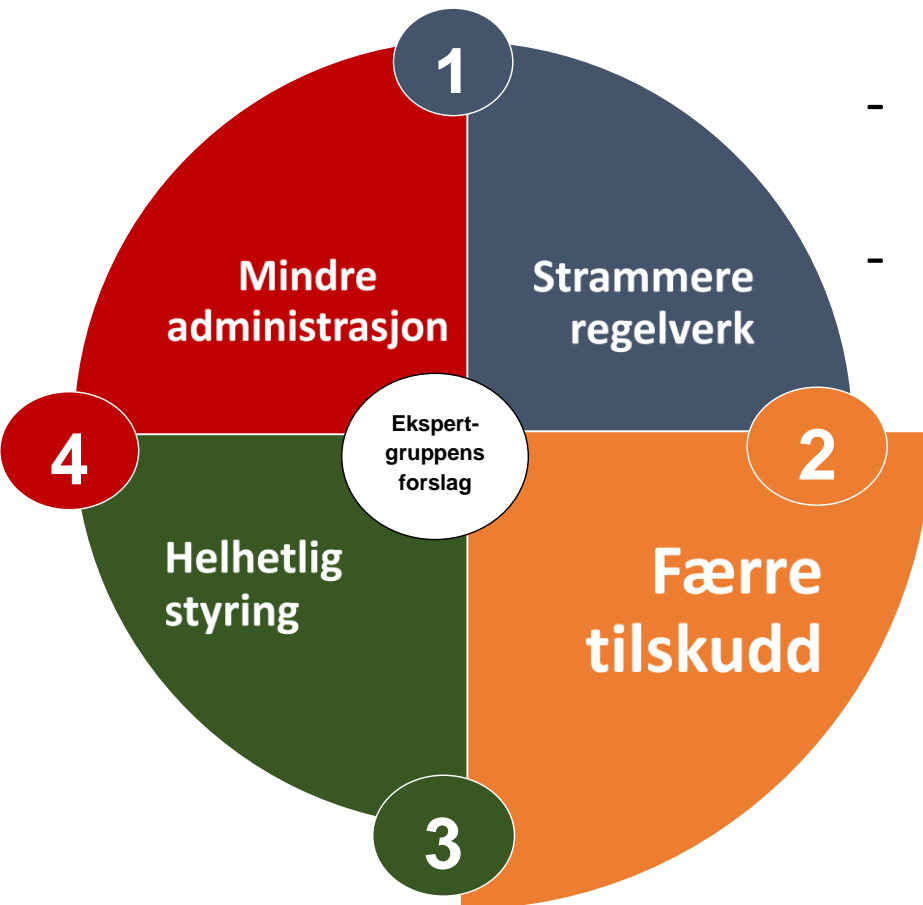 1
-
-
Mindre
administrasjon
Strammere
regelverk
Ekspert-
gruppens
forslag
4
2
Helhetlig
styring
Færre
tilskudd
3